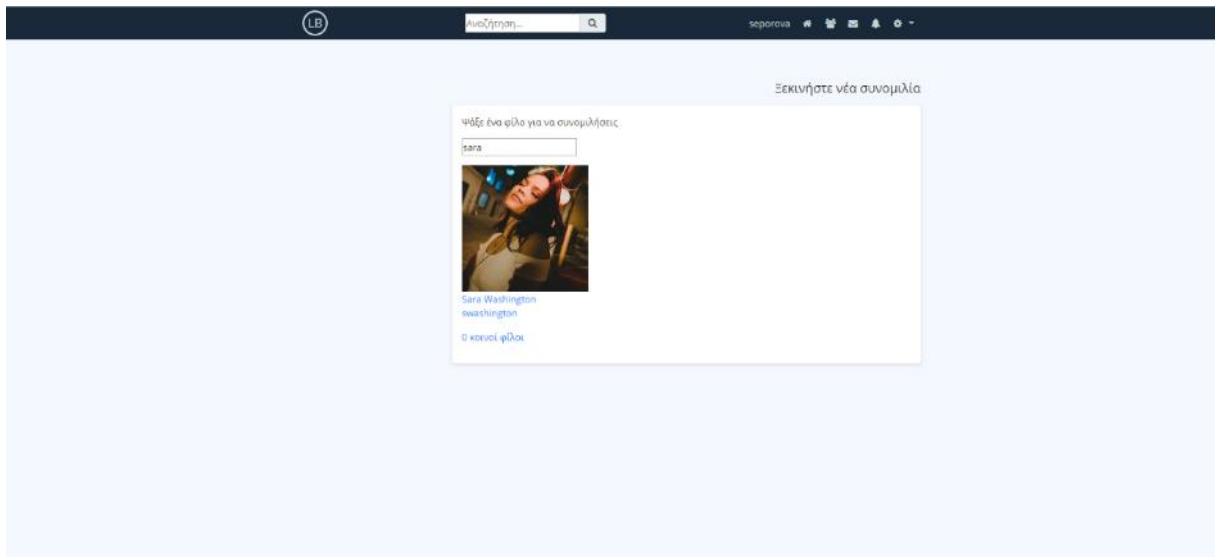 LB
Αναζήτηση...
seporova
Ξεκινήστε νέα συνομιλία
Ψάξε ένα φίλο για να συνομιλήσεις
sara
Sara Washington
swashington
0 κοινοί φίλοι